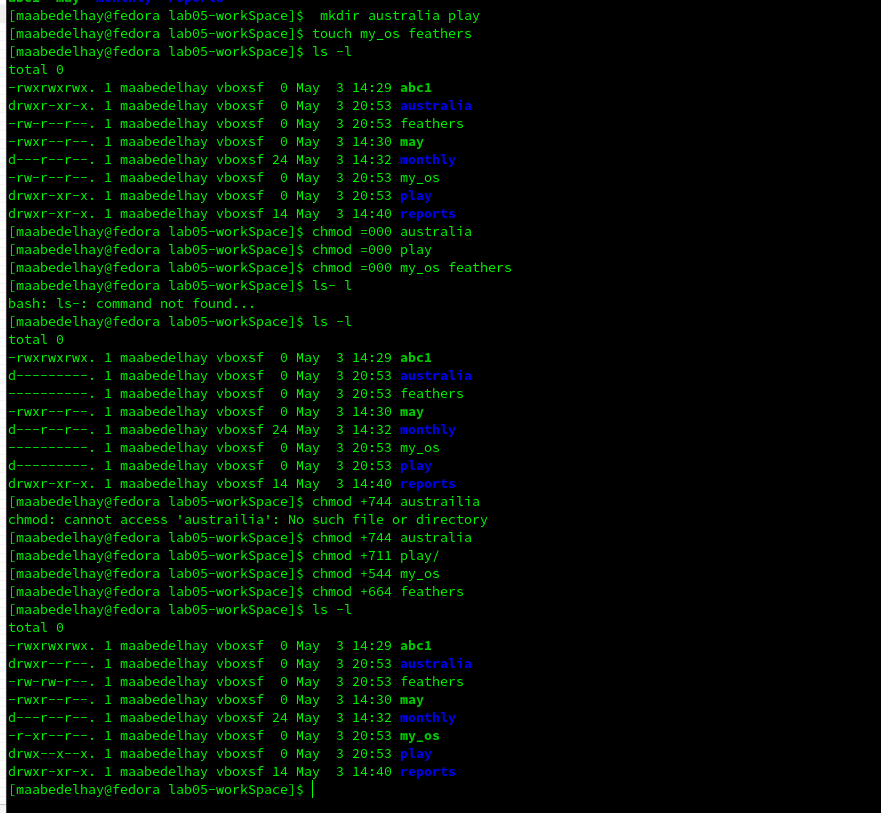 abc1  may  monthly  reports
[maabedelhay@fedora lab05-workSpace]$  mkdir australia play
[maabedelhay@fedora lab05-workSpace]$ touch my_os feathers
[maabedelhay@fedora lab05-workSpace]$ ls -l
total 0
-rwxrwxrwx. 1 maabedelhay vboxsf  0 May  3 14:29 abc1
drwxr-xr-x. 1 maabedelhay vboxsf  0 May  3 20:53 australia
-rw-r--r--. 1 maabedelhay vboxsf  0 May  3 20:53 feathers
-rwxr--r--. 1 maabedelhay vboxsf  0 May  3 14:30 may
d---r--r--. 1 maabedelhay vboxsf 24 May  3 14:32 monthly
-rw-r--r--. 1 maabedelhay vboxsf  0 May  3 20:53 my_os
drwxr-xr-x. 1 maabedelhay vboxsf  0 May  3 20:53 play
drwxr-xr-x. 1 maabedelhay vboxsf 14 May  3 14:40 reports
[maabedelhay@fedora lab05-workSpace]$ chmod =000 australia
[maabedelhay@fedora lab05-workSpace]$ chmod =000 play
[maabedelhay@fedora lab05-workSpace]$ chmod =000 my_os feathers
[maabedelhay@fedora lab05-workSpace]$ ls- l
bash: ls-: command not found...
[maabedelhay@fedora lab05-workSpace]$ ls -l
total 0
-rwxrwxrwx. 1 maabedelhay vboxsf  0 May  3 14:29 abc1
d---------. 1 maabedelhay vboxsf  0 May  3 20:53 australia
----------. 1 maabedelhay vboxsf  0 May  3 20:53 feathers
-rwxr--r--. 1 maabedelhay vboxsf  0 May  3 14:30 may
d---r--r--. 1 maabedelhay vboxsf 24 May  3 14:32 monthly
----------. 1 maabedelhay vboxsf  0 May  3 20:53 my_os
d---------. 1 maabedelhay vboxsf  0 May  3 20:53 play
drwxr-xr-x. 1 maabedelhay vboxsf 14 May  3 14:40 reports
[maabedelhay@fedora lab05-workSpace]$ chmod +744 austrailia
chmod: cannot access 'austrailia': No such file or directory
[maabedelhay@fedora lab05-workSpace]$ chmod +744 australia
[maabedelhay@fedora lab05-workSpace]$ chmod +711 play/
[maabedelhay@fedora lab05-workSpace]$ chmod +544 my_os
[maabedelhay@fedora lab05-workSpace]$ chmod +664 feathers
[maabedelhay@fedora lab05-workSpace]$ ls -l
total 0
-rwxrwxrwx. 1 maabedelhay vboxsf  0 May  3 14:29 abc1
drwxr--r--. 1 maabedelhay vboxsf  0 May  3 20:53 australia
-rw-rw-r--. 1 maabedelhay vboxsf  0 May  3 20:53 feathers
-rwxr--r--. 1 maabedelhay vboxsf  0 May  3 14:30 may
d---r--r--. 1 maabedelhay vboxsf 24 May  3 14:32 monthly
-r-xr--r--. 1 maabedelhay vboxsf  0 May  3 20:53 my_os
drwx--x--x. 1 maabedelhay vboxsf  0 May  3 20:53 play
drwxr-xr-x. 1 maabedelhay vboxsf 14 May  3 14:40 reports
[maabedelhay@fedora lab05-workSpace]$